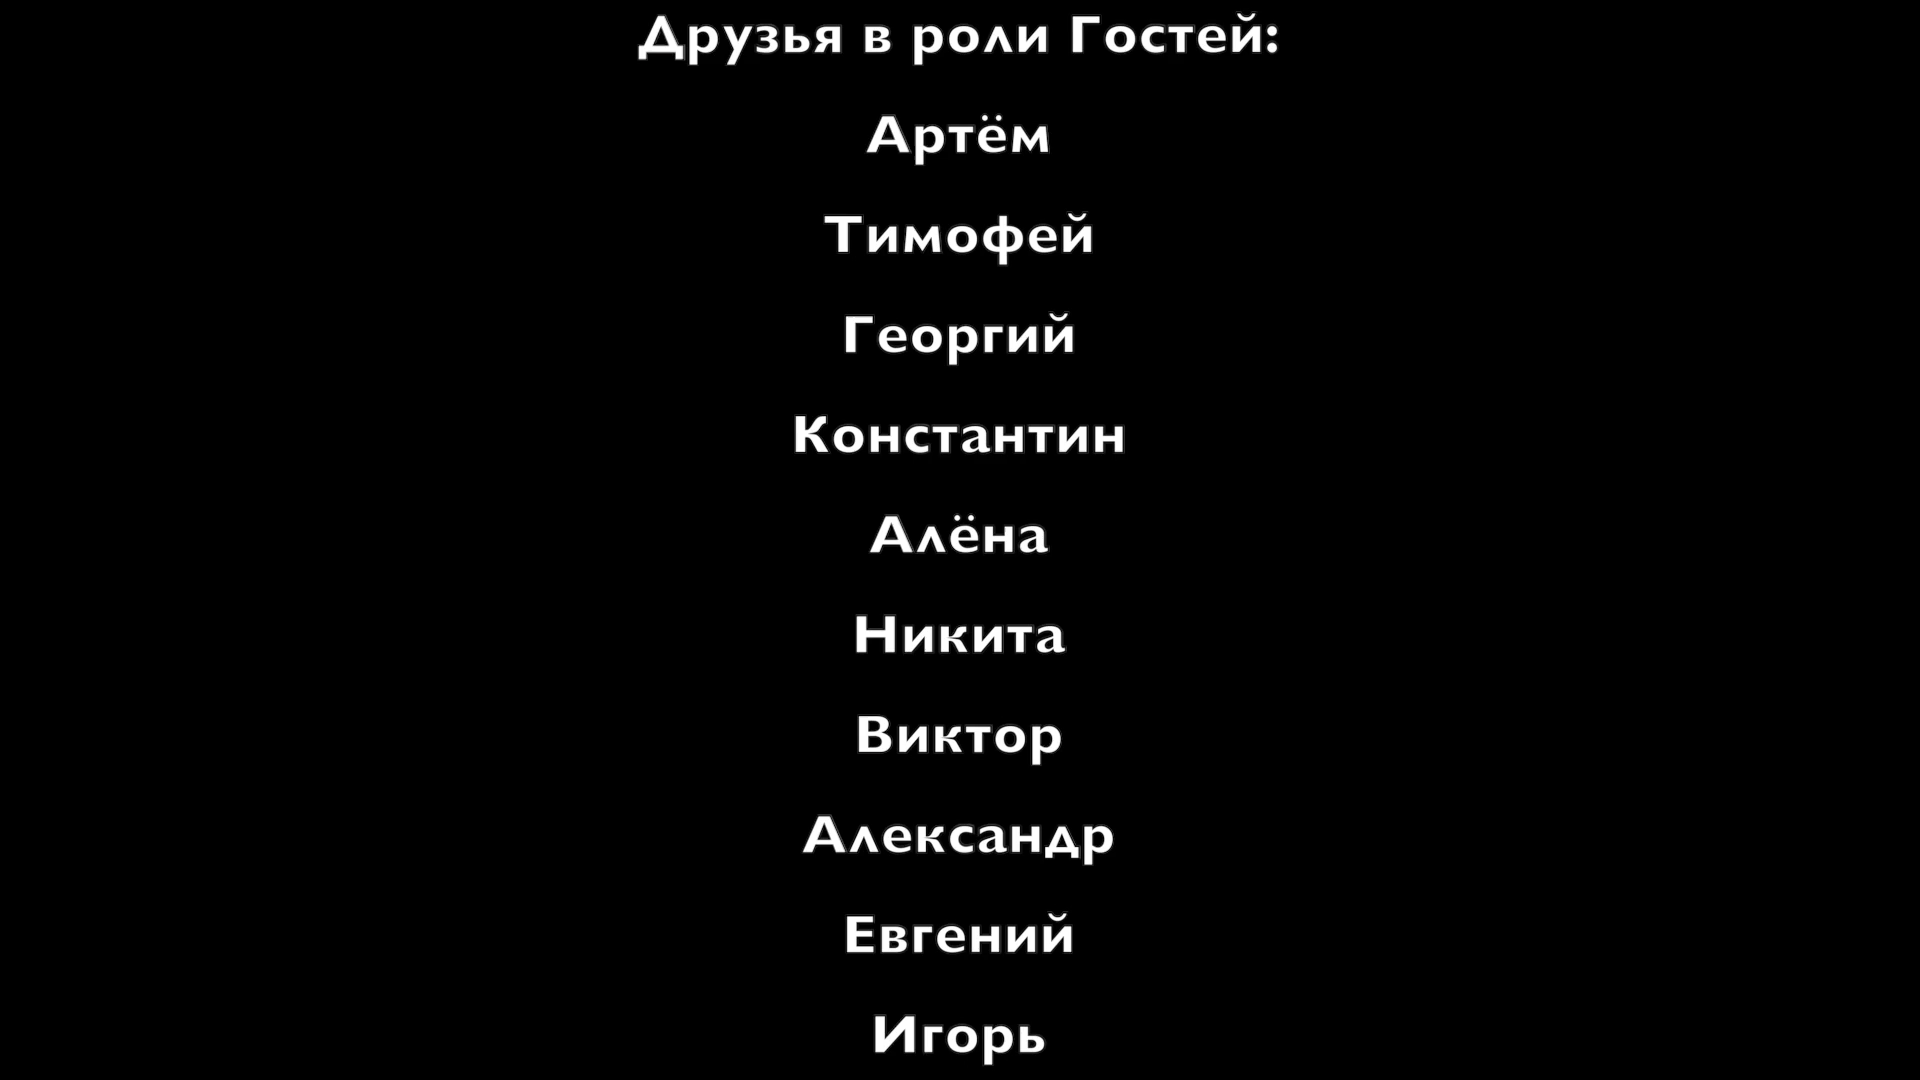 Друзья в роли Гостей:
Артём
Тимофей
Георгий
Константин
Алёна
Никита
Виктор
Александр
Евгений
Игорь